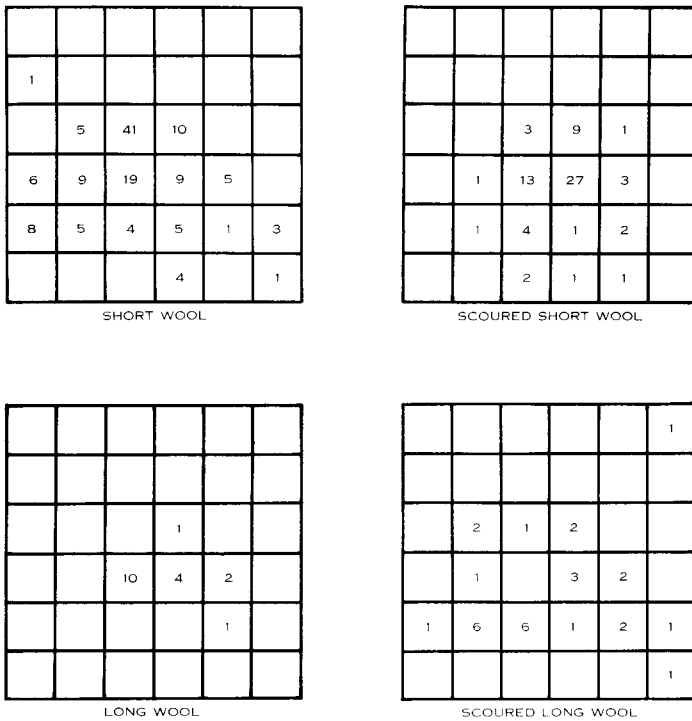 1
5 41 10
6 9 19 9 5
8 5 4 5 1 3
4 1
SHORT WOOL
3 9 1
1 13 27 3
1 4 1 2
2 1 1
SCOURED SHORT WOOL
1
10 4 2
1
LONG WOOL
1
2 1 2
1 3 2
1 6 6 1 2 1
1
SCOURED LONG WOOL